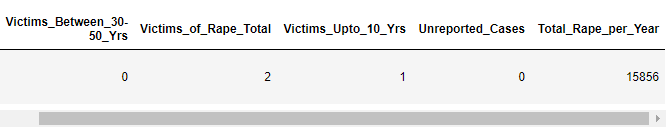 Victims_Between_30-
50_Yrs Victims_of_Rape_Total Victims_Upto_10_Yrs Unreported_Cases Total_Rape_per_Year
0 2 1 0 15856